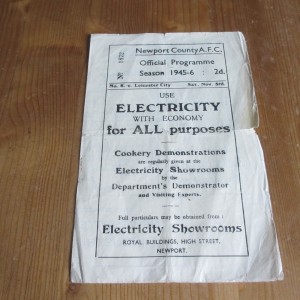 Newport County A.F.C.
Official Programme
Season 1945-6 : 2d.
Leicester City
USE
ELECTRICITY
WITH ECONOMY
for ALL purposes
Cookery Demonstrations
are regularly given at the
Electricity Showrooms
by the
Department's Demonstrator
and Visiting Experts.
Full particulars may be obtained from :
Electricity Showrooms
ROYAL BUILDINGS, HIGH STREET,
NEWPORT.